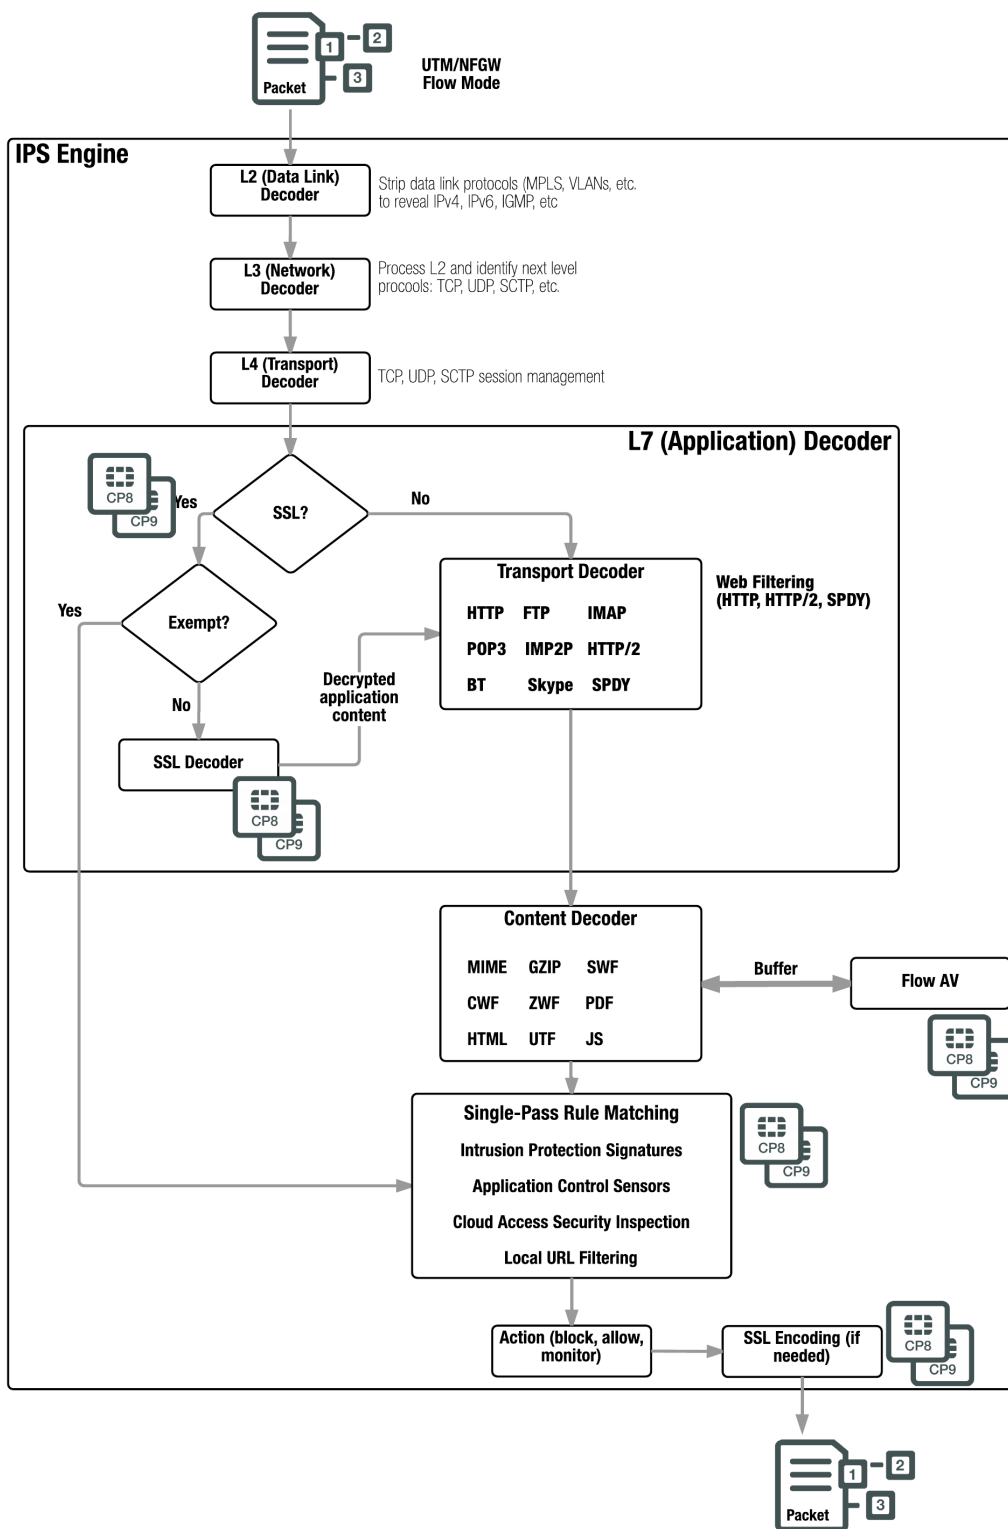 1
2
3
Packet
UTM/NFGW
Flow Mode
IPS Engine
L2 (Data Link)
Decoder
Strip data link protocols (MPLS, VLANs, etc.
to reveal IPv4, IPv6, IGMP, etc
L3 (Network)
Decoder
Process L2 and identify next level
procools: TCP, UDP, SCTP, etc.
L4 (Transport)
Decoder
TCP, UDP, SCTP session management
L7 (Application) Decoder
CP8
CP9
Yes
SSL?
No
Transport Decoder
HTTP FTP IMAP
POP3 IMP2P HTTP/2
BT Skype SPDY
Web Filtering
(HTTP, HTTP/2, SPDY)
Yes
Exempt?
No
Decrypted
application
content
SSL Decoder
CP8
CP9
Content Decoder
MIME GZIP SWF
CWF ZWF PDF
HTML UTF JS
Buffer
Flow AV
CP8
CP9
Single-Pass Rule Matching
Intrusion Protection Signatures
Application Control Sensors
Cloud Access Security Inspection
Local URL Filtering
CP8
CP9
Action (block, allow,
monitor)
SSL Encoding (if
needed)
CP8
CP9
1
2
3
Packet